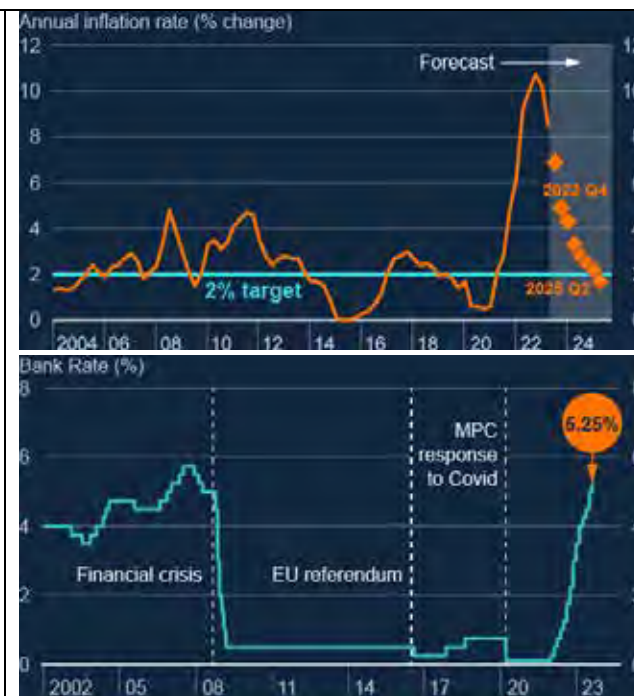 Annual inflation rate (% change)
12
Forecast
10
8
6
2023 Q4
4
2
2% target
2025 Q2
0
2004 06 08 10 12 14 16 18 20 22 24
Bank Rate (%)
8
5.25%
MPC
6
response
to Covid
4
Financial crisis
EU referendum
2
0
2002 05 08 11 14 17 20 23